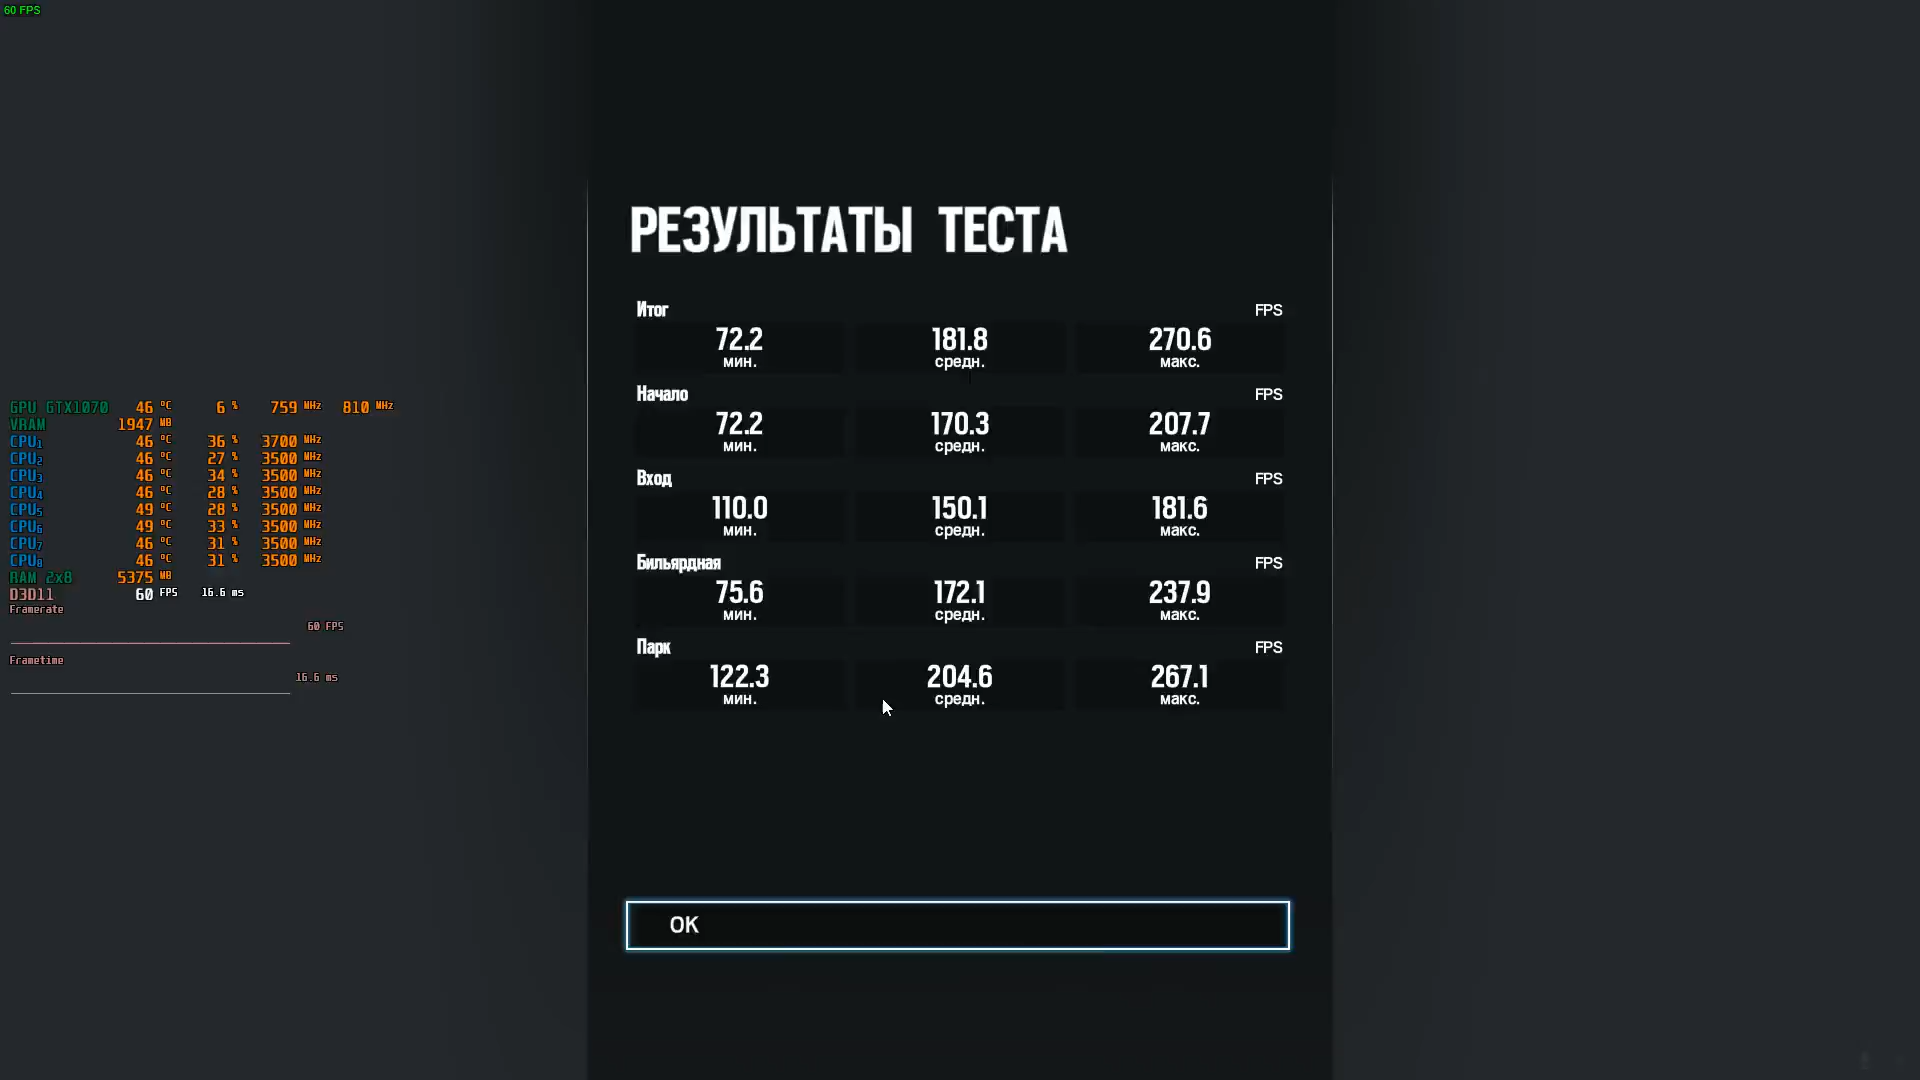 60 FPS
РЕЗУЛЬТАТЫ ТЕСТА
Итог FPS
72.2 181.8 270.6
мин. средн. макс.
Начало FPS
72.2 170.3 207.7
мин. средн. макс.
Вход FPS
110.0 150.1 181.6
мин. средн. макс.
Бильярдная FPS
75.6 172.1 237.9
мин. средн. макс.
Парк FPS
122.3 204.6 267.1
мин. средн. макс.
OK
GPU GTX1070 46 °C 6 % 759 MHz 810 MHz
VRAM 1947 MB
CPU1 46 °C 36 % 3700 MHz
CPU2 46 °C 27 % 3500 MHz
CPU3 46 °C 34 % 3500 MHz
CPU4 46 °C 28 % 3500 MHz
CPU5 49 °C 28 % 3500 MHz
CPU6 49 °C 33 % 3500 MHz
CPU7 46 °C 31 % 3500 MHz
CPU8 46 °C 31 % 3500 MHz
RAM 2x8 5375 MB
D3D11 60 FPS 16.6 ms
Framerate
60 FPS
Frametime
16.6 ms